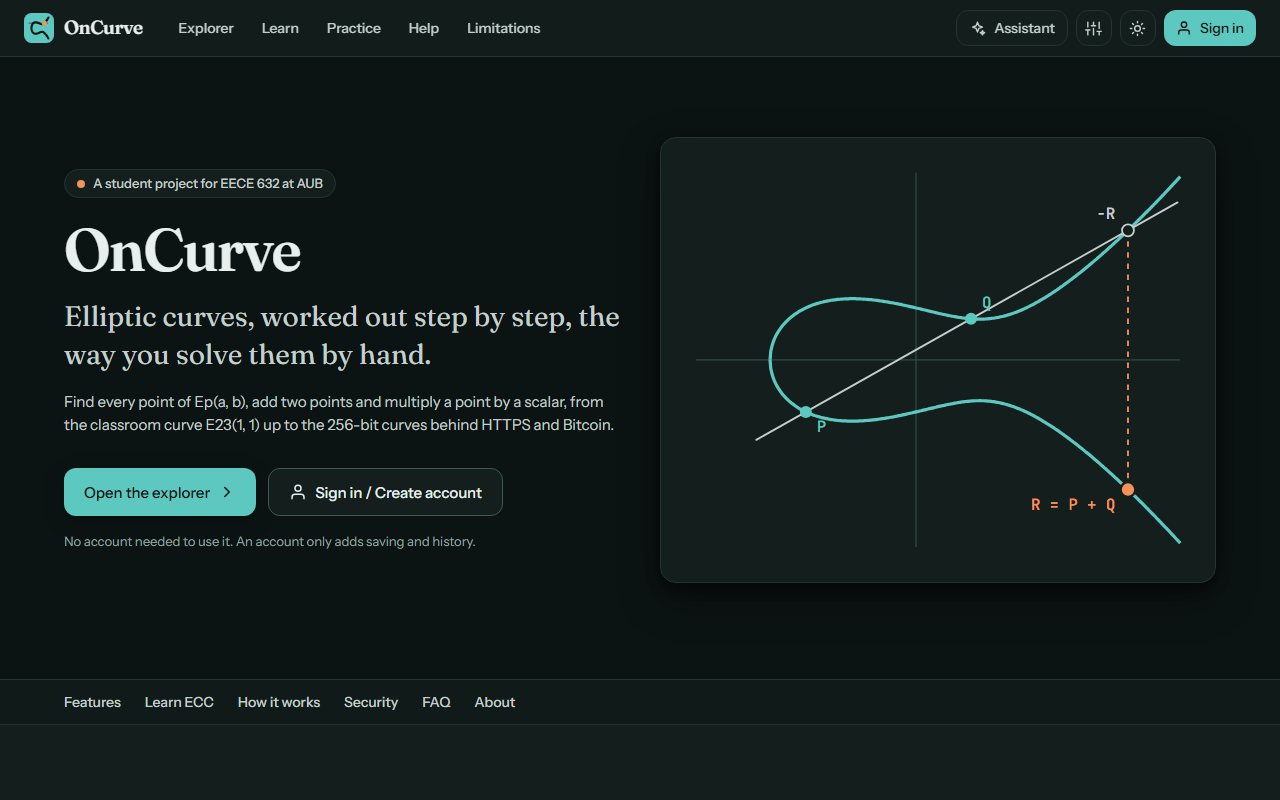 OnCurve
Explorer
Learn
Practice
Help
Limitations
Assistant
Sign in
A student project for EECE 632 at AUB
OnCurve
Elliptic curves, worked out step by step, the
way you solve them by hand.
Find every point of Ep(a, b), add two points and multiply a point by a scalar, from
the classroom curve E23(1, 1) up to the 256-bit curves behind HTTPS and Bitcoin.
Open the explorer
Sign in / Create account
No account needed to use it. An account only adds saving and history.
-R
Q
P
R = P + Q
Features
Learn ECC
How it works
Security
FAQ
About